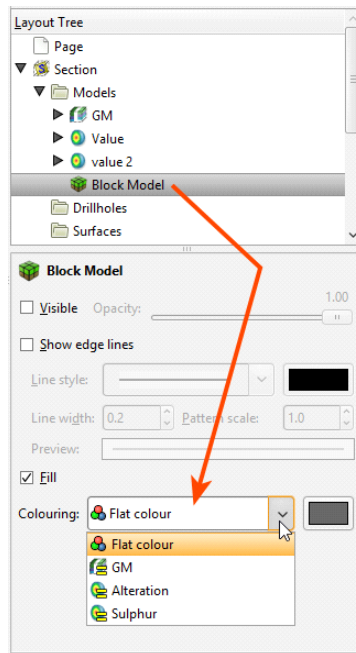 Layout Tree
Page
Section
Models
GM
Value
value 2
Block Model
Drillholes
Surfaces
Block Model
Visible Opacity: 1.00
Show edge lines
Line style:
Line width: 0.2 Pattern scale: 1.0
Preview:
Fill
Colouring: Flat colour
Flat colour
GM
Alteration
Sulphur